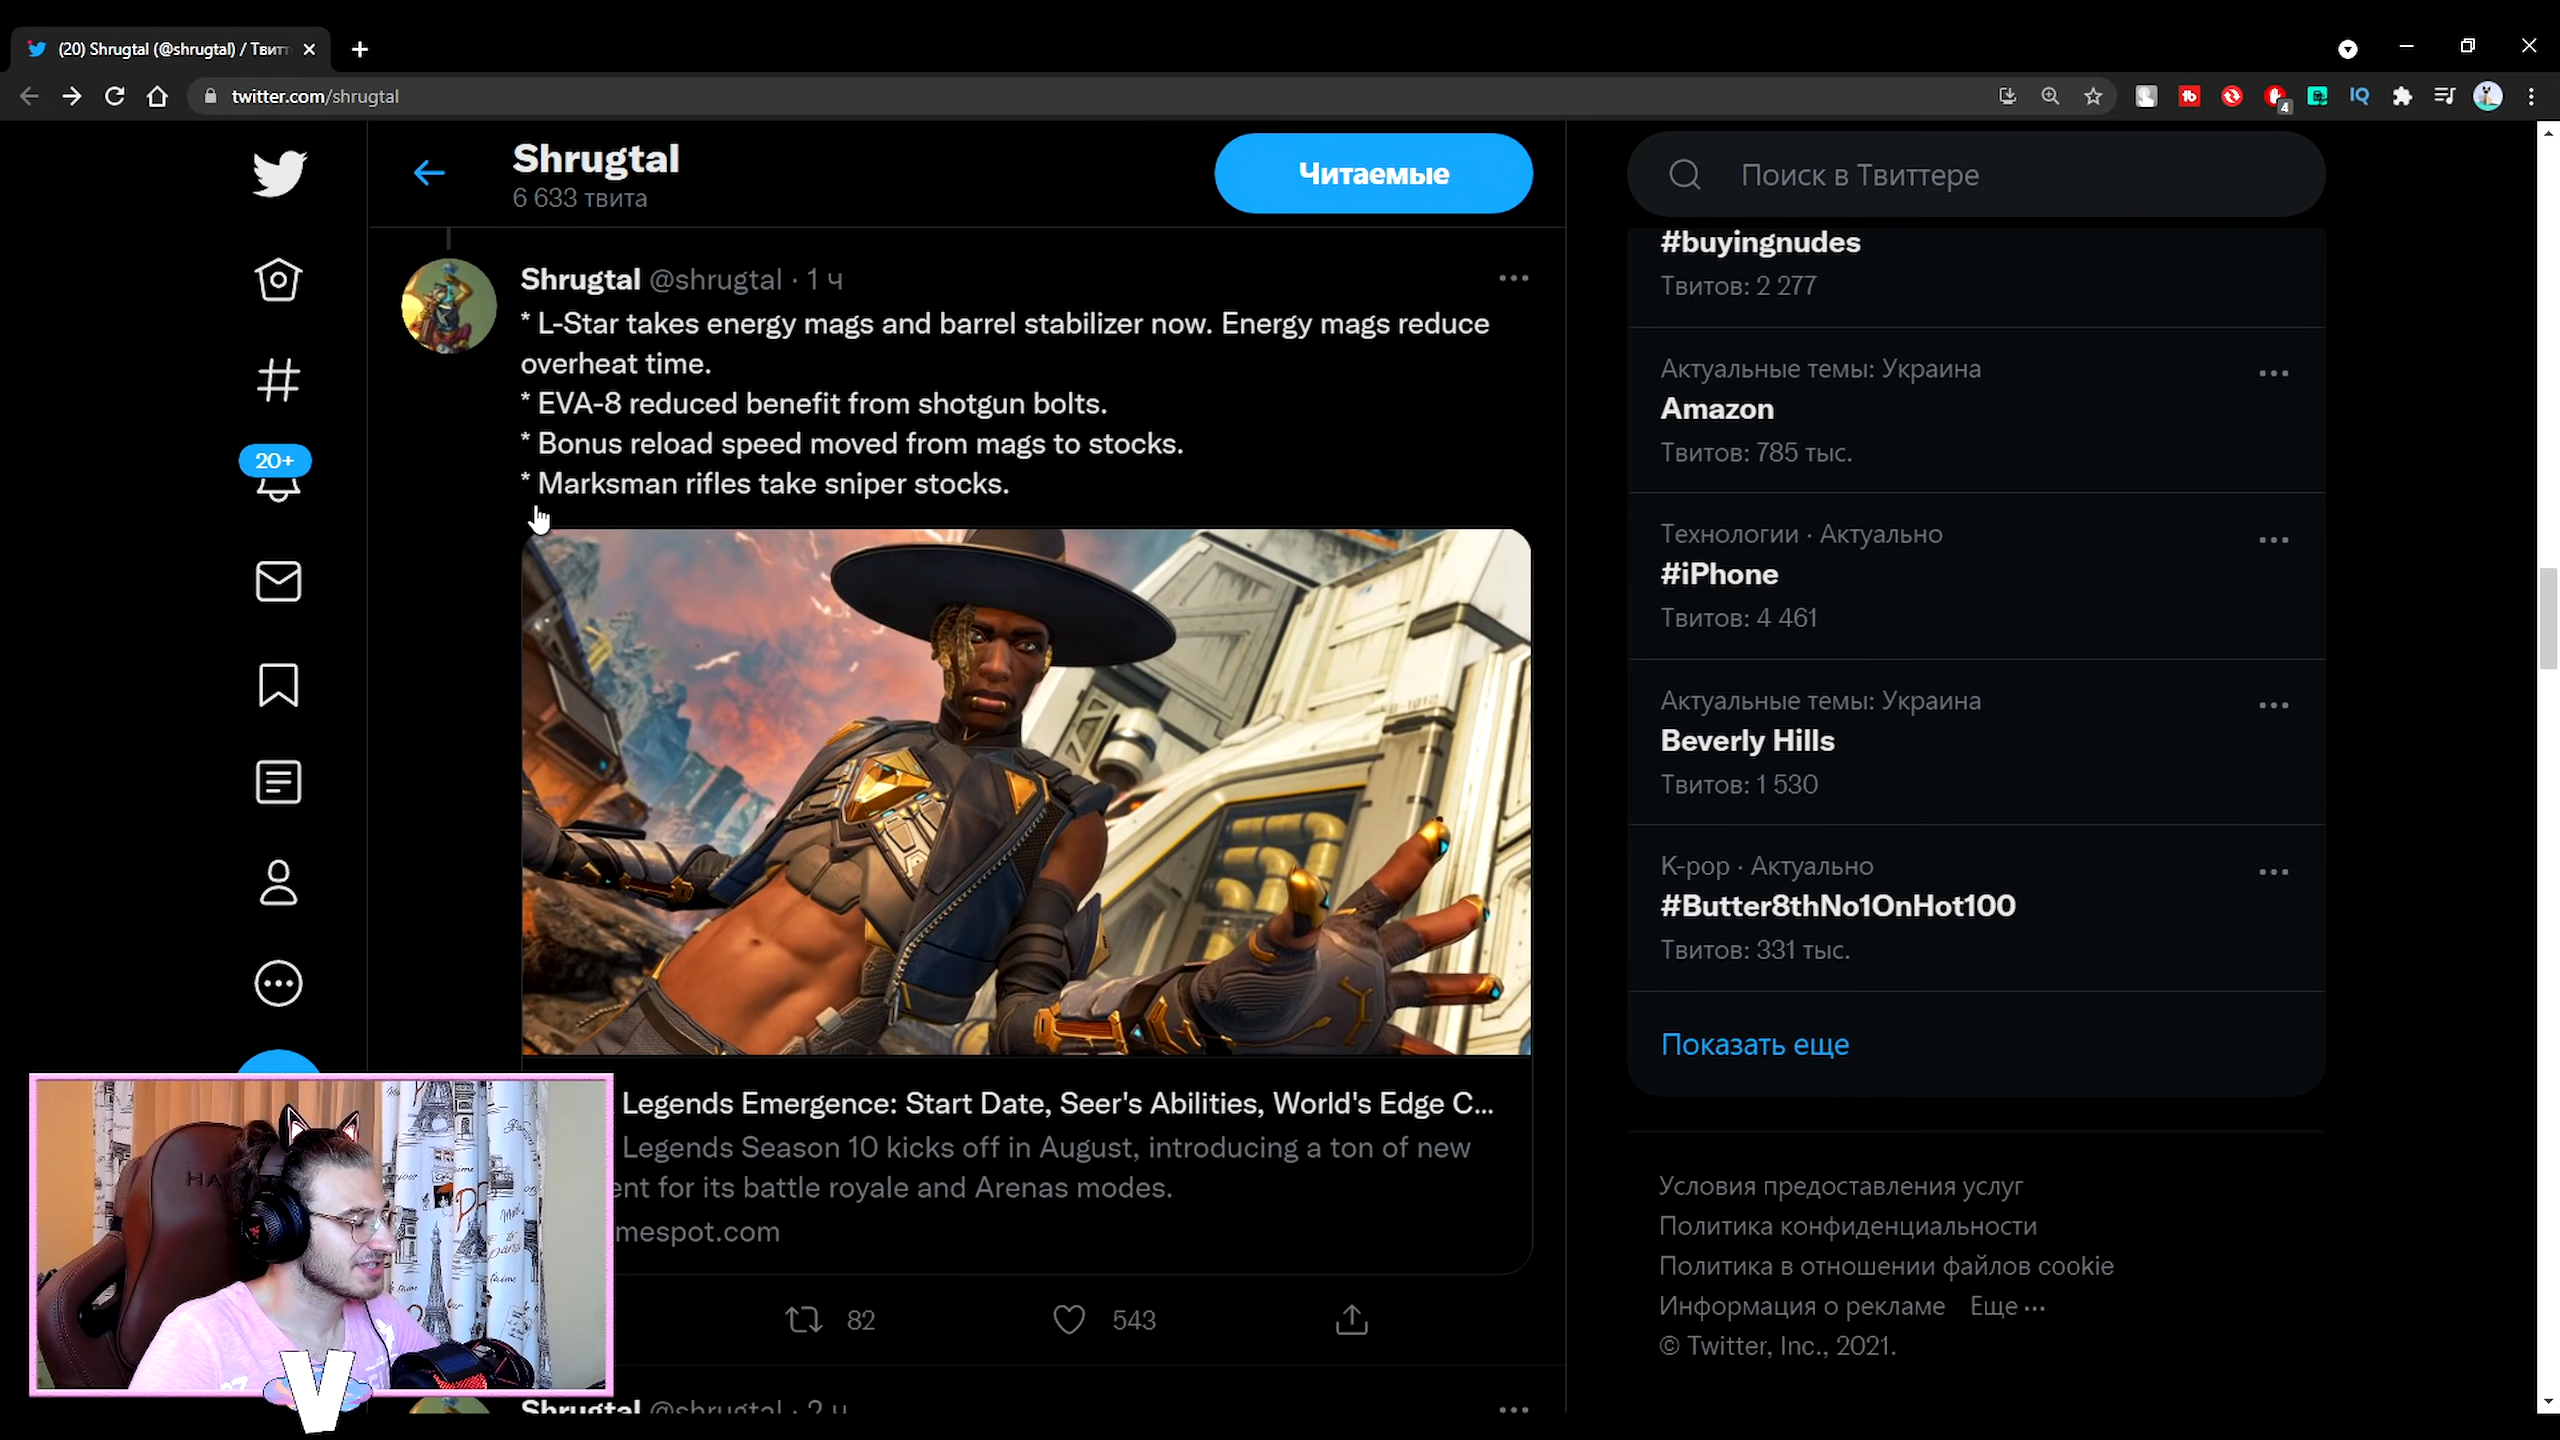 (20) Shrugtal (@shrugtal) / Твит
twitter.com/shrugtal
4
Shrugtal
6 633 твита
Читаемые
Поиск в Твиттере
20+
Shrugtal @shrugtal · 1 ч
* L-Star takes energy mags and barrel stabilizer now. Energy mags reduce
overheat time.
* EVA-8 reduced benefit from shotgun bolts.
* Bonus reload speed moved from mags to stocks.
* Marksman rifles take sniper stocks.
Legends Emergence: Start Date, Seer's Abilities, World's Edge C...
Legends Season 10 kicks off in August, introducing a ton of new
ent for its battle royale and Arenas modes.
mespot.com
82
543
Shrugtal @shrugtal · 2 ч
#buyingnudes
Твитов: 2 277
Актуальные темы: Украина
Amazon
Твитов: 785 тыс.
Технологии · Актуально
#iPhone
Твитов: 4 461
Актуальные темы: Украина
Beverly Hills
Твитов: 1 530
K-pop · Актуально
#Butter8thNo1OnHot100
Твитов: 331 тыс.
Показать еще
Условия предоставления услуг
Политика конфиденциальности
Политика в отношении файлов cookie
Информация о рекламе Еще ···
© Twitter, Inc., 2021.
V